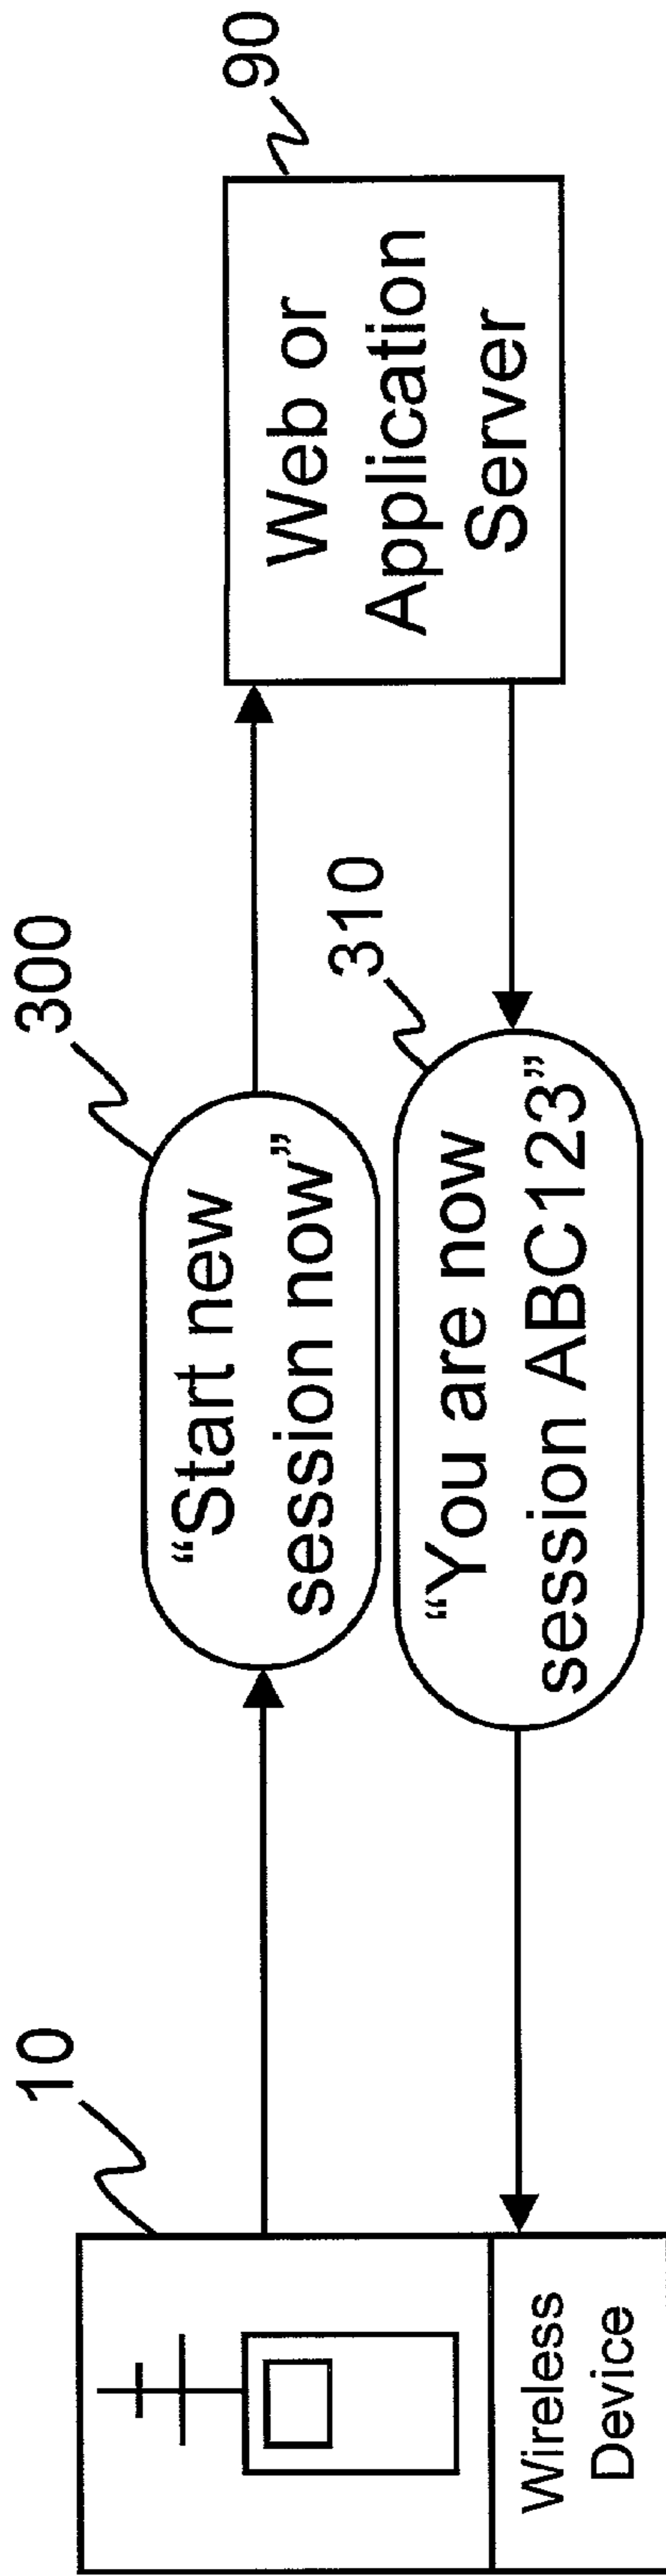 10
Wireless
Device
300
“Start new
session now”
310
“You are now
session ABC123”
90
Web or
Application
Server